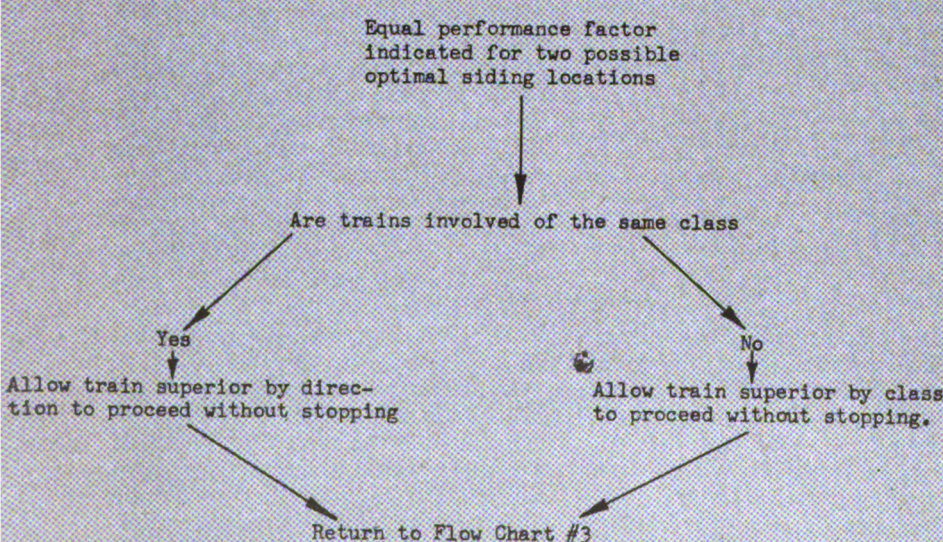 Equal performance factor
indicated for two possible
optimal siding locations
Are trains involved of the same class
Yes
No
Allow train superior by direc-
tion to proceed without stopping
Allow train superior by class
to proceed without stopping.
Return to Flow Chart #3